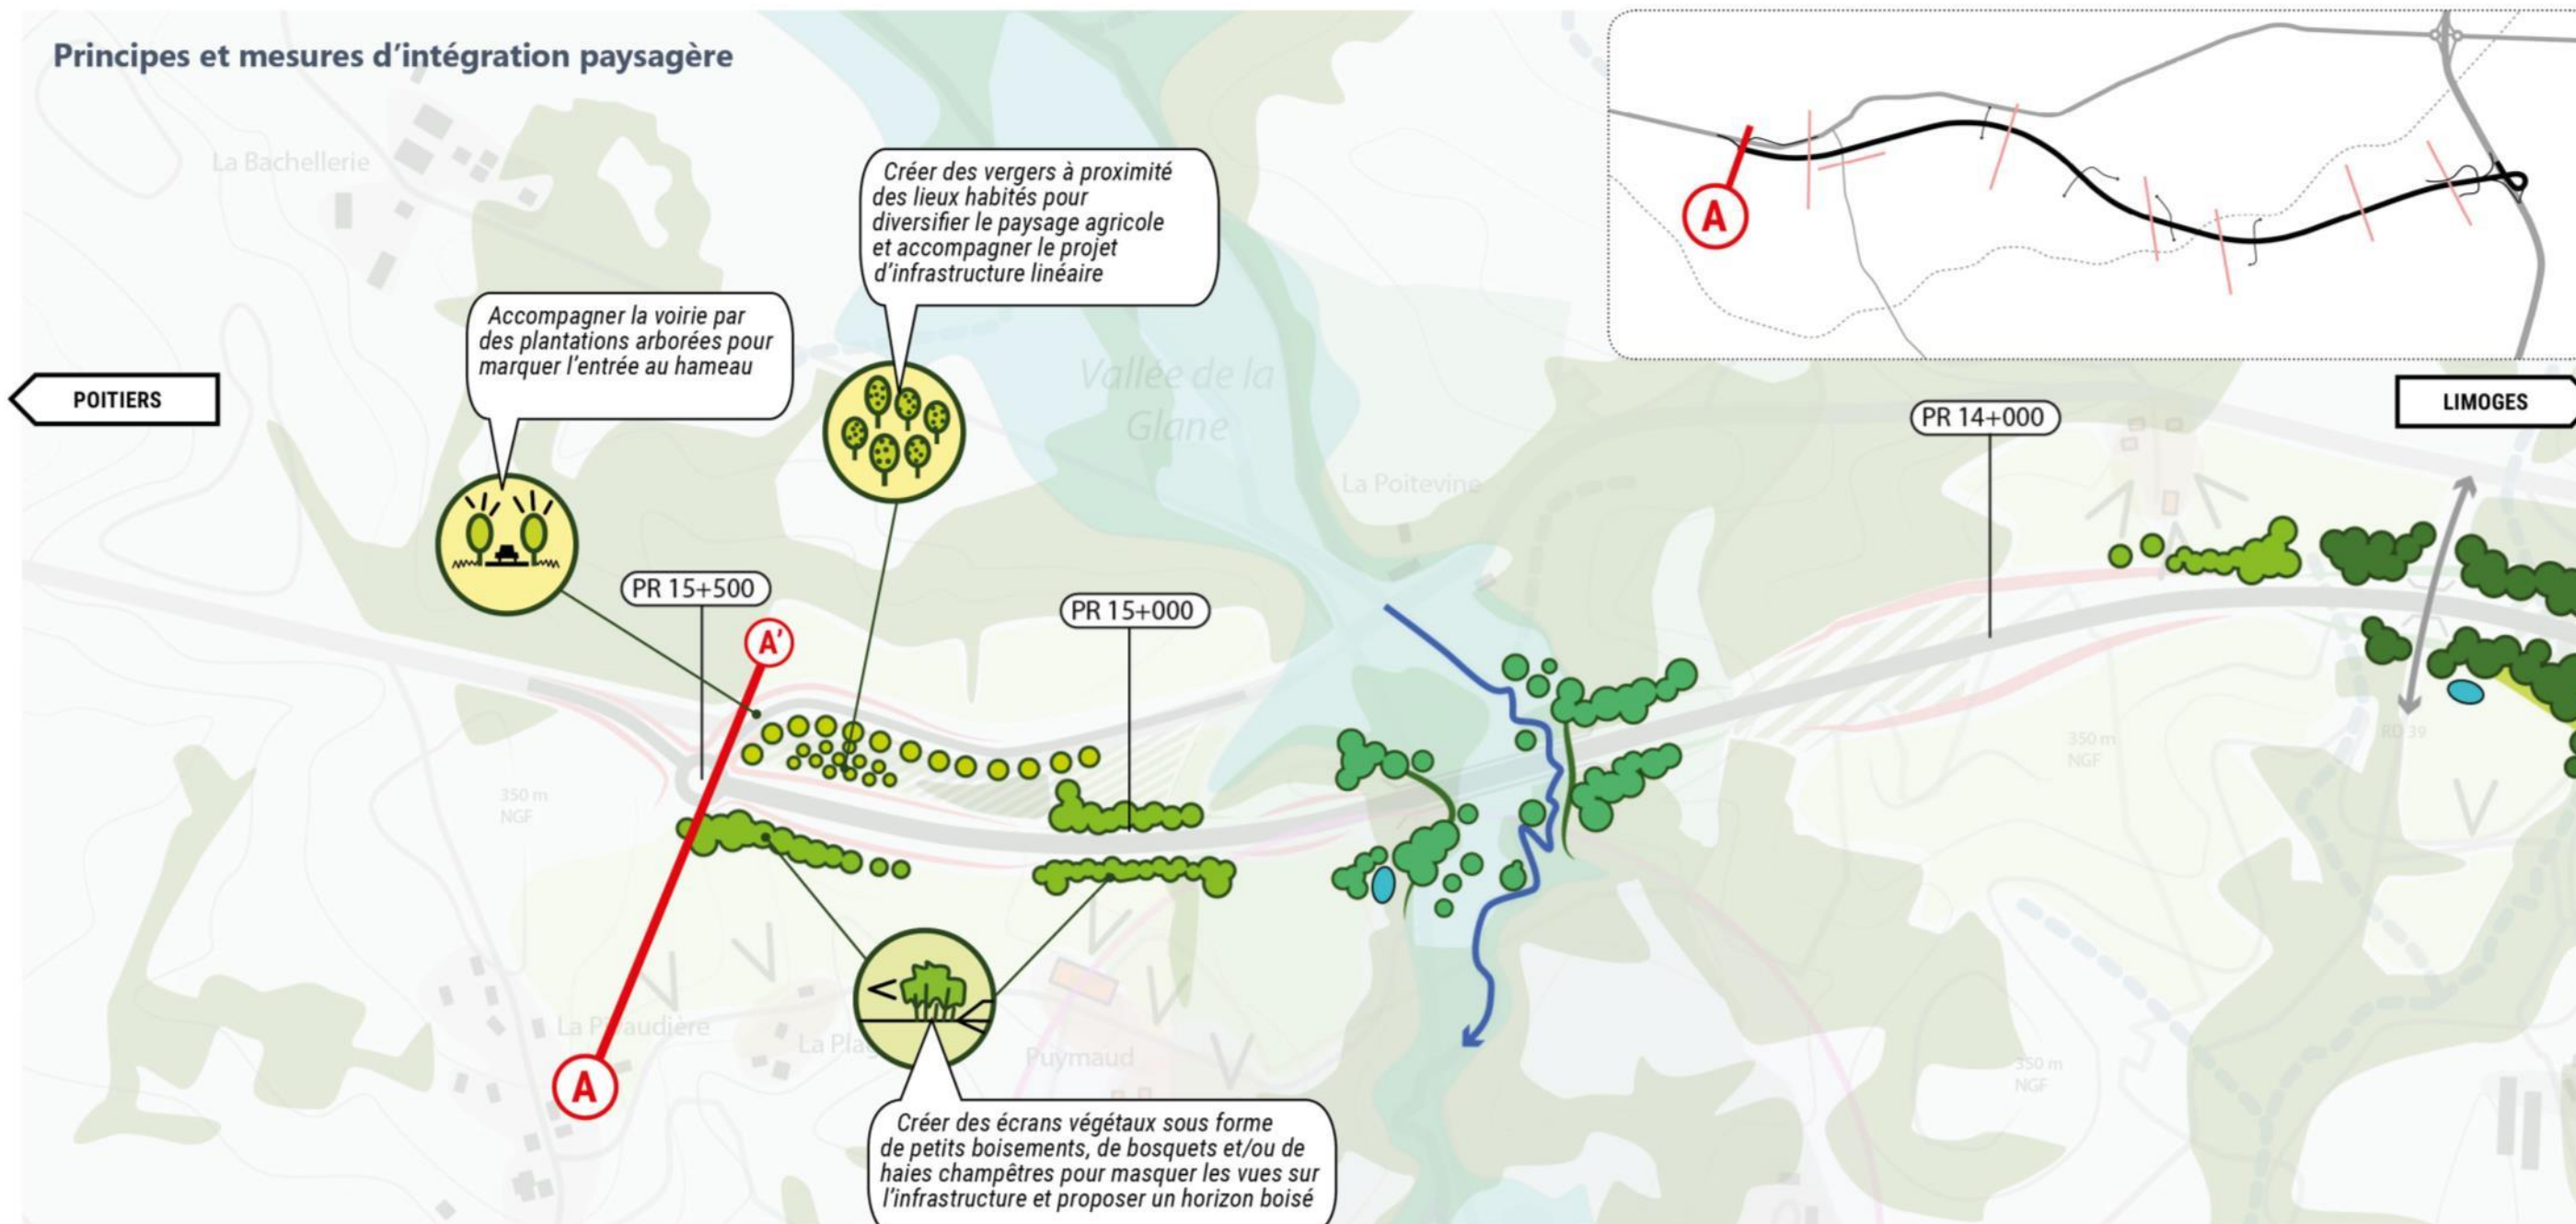 Principes et mesures d'intégration paysagère
La Bachellerie
Créer des vergers à proximité
des lieux habités pour
diversifier le paysage agricole
et accompagner le projet
d'infrastructure linéaire
A
Accompagner la voirie par
des plantations arborées pour
marquer l'entrée au hameau
POITIERS
Vallée de la
Glane
LIMOGES
PR 14+000
La Poitevine
PR 15+500
PR 15+000
A'
RD 39
350 m
NGF
350 m
NGF
La
La
Puymaud
350 m
NGF
A
Créer des écrans végétaux sous forme
de petits boisements, de bosquets et/ou de
haies champêtres pour masquer les vues sur
l'infrastructure et proposer un horizon boisé